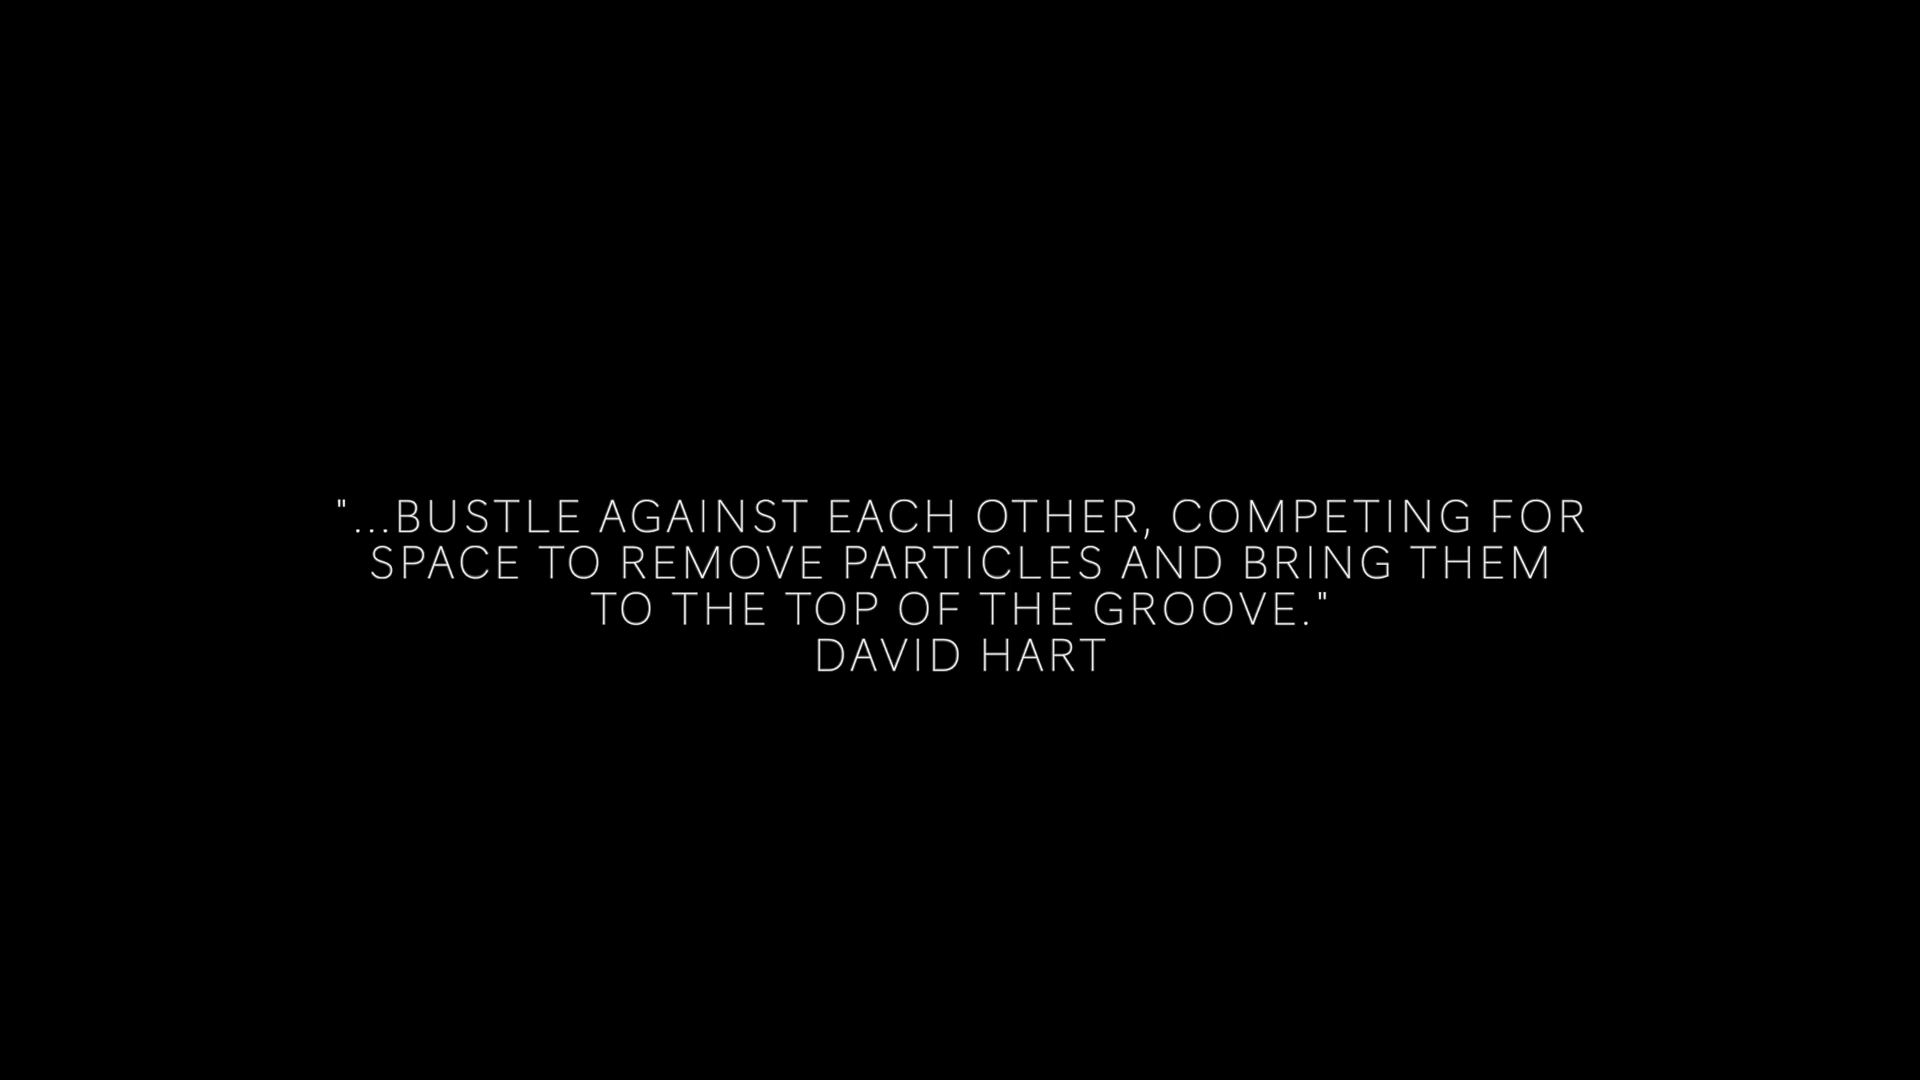 "...BUSTLE AGAINST EACH OTHER, COMPETING FOR
SPACE TO REMOVE PARTICLES AND BRING THEM
TO THE TOP OF THE GROOVE."
DAVID HART